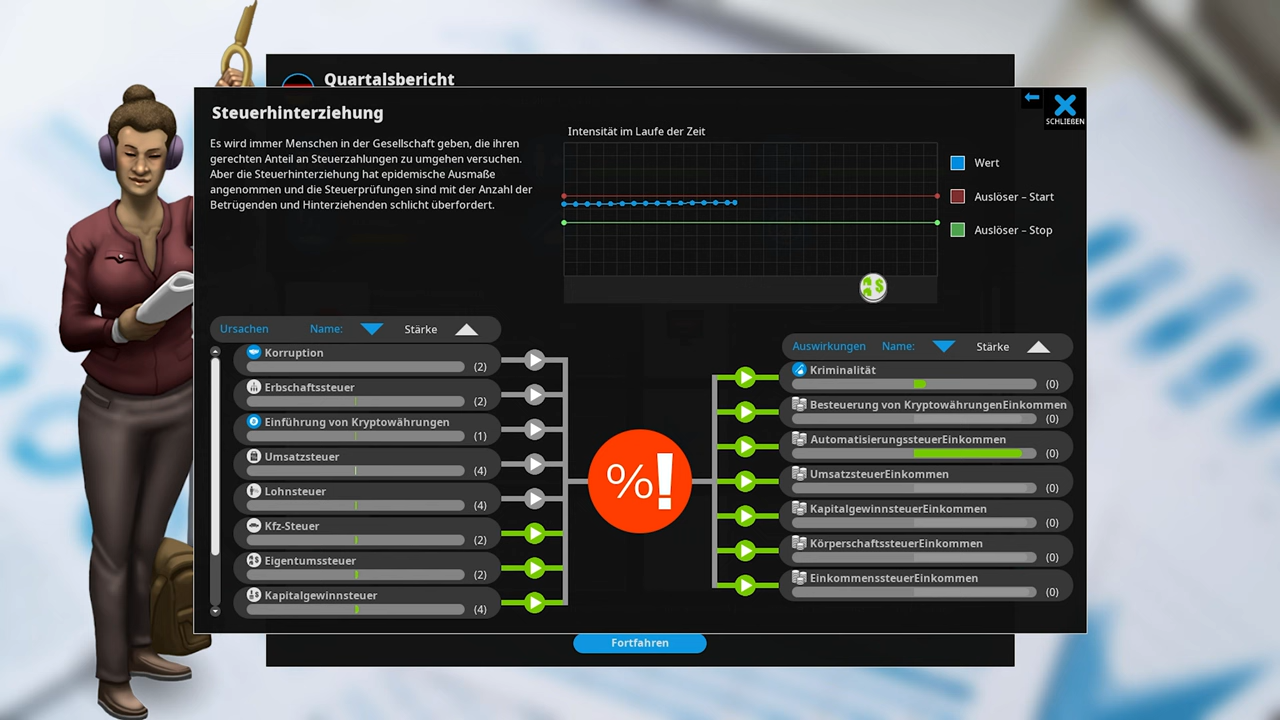 Quartalsbericht
Steuerhinterziehung
SCHLIEßEN
Es wird immer Menschen in der Gesellschaft geben, die ihren
gerechten Anteil an Steuerzahlungen zu umgehen versuchen.
Aber die Steuerhinterziehung hat epidemische Ausmaße
angenommen und die Steuerprüfungen sind mit der Anzahl der
Betrügenden und Hinterziehenden schlicht überfordert.
Intensität im Laufe der Zeit
Wert
Auslöser – Start
Auslöser – Stop
Ursachen Name: Stärke
Korruption
(2)
Erbschaftssteuer
(2)
Einführung von Kryptowährungen
(1)
Umsatzsteuer
(4)
Lohnsteuer
(4)
Kfz-Steuer
(2)
Eigentumssteuer
(2)
Kapitalgewinnsteuer
(4)
%!
Auswirkungen Name: Stärke
Kriminalität
(0)
Besteuerung von KryptowährungenEinkommen
(0)
AutomatisierungssteuerEinkommen
(0)
UmsatzsteuerEinkommen
(0)
KapitalgewinnsteuerEinkommen
(0)
KörperschaftssteuerEinkommen
(0)
EinkommenssteuerEinkommen
(0)
Fortfahren